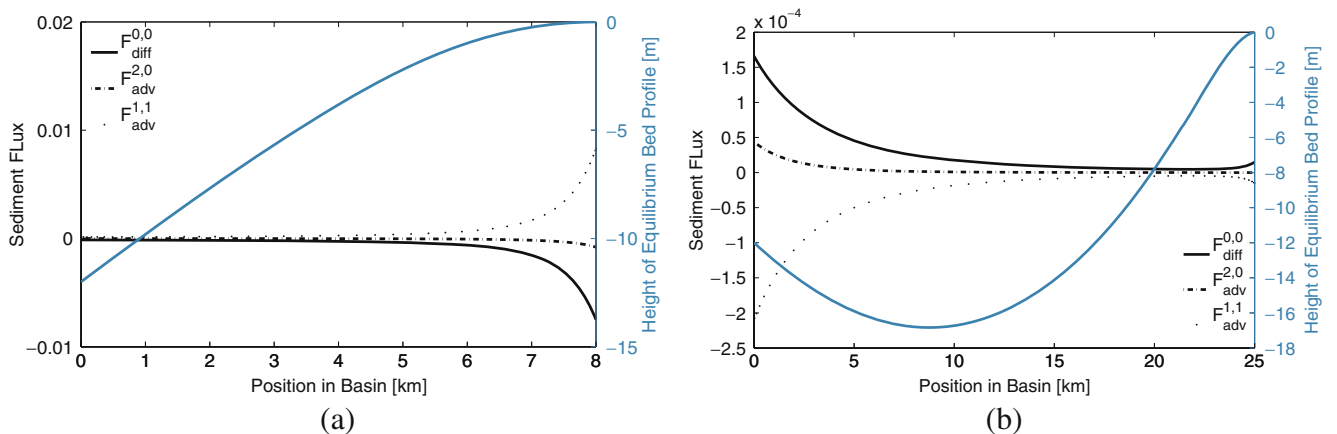 0.02
0.01
0
−0.01
Sediment FLux
F^{0,0}_{diff}
F^{2,0}_{adv}
F^{1,1}_{adv}
0
−5
−10
−15
Height of Equilibrium Bed Profile [m]
0 1 2 3 4 5 6 7 8
Position in Basin [km]
(a)
x 10^{−4}
2
1.5
1
0.5
0
−0.5
−1
−1.5
−2
−2.5
Sediment FLux
F^{0,0}_{diff}
F^{2,0}_{adv}
F^{1,1}_{adv}
0
−2
−4
−6
−8
−10
−12
−14
−16
−18
Height of Equilibrium Bed Profile [m]
0 5 10 15 20 25
Position in Basin [km]
(b)